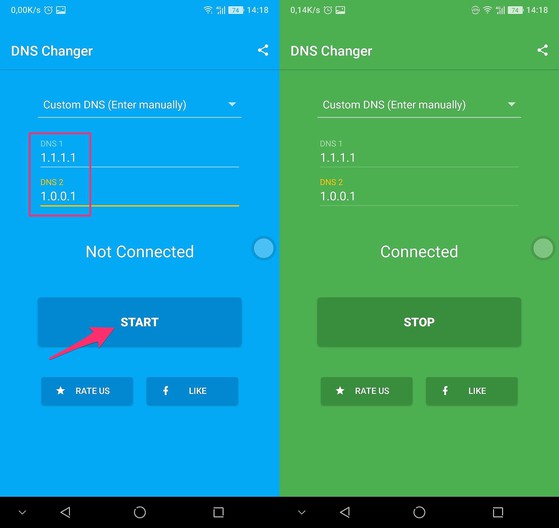 0,00K/s
74 14:18
DNS Changer
Custom DNS (Enter manually)
DNS 1
1.1.1.1
DNS 2
1.0.0.1
Not Connected
START
RATE US
LIKE
0,14K/s
74 14:18
DNS Changer
Custom DNS (Enter manually)
DNS 1
1.1.1.1
DNS 2
1.0.0.1
Connected
STOP
RATE US
LIKE